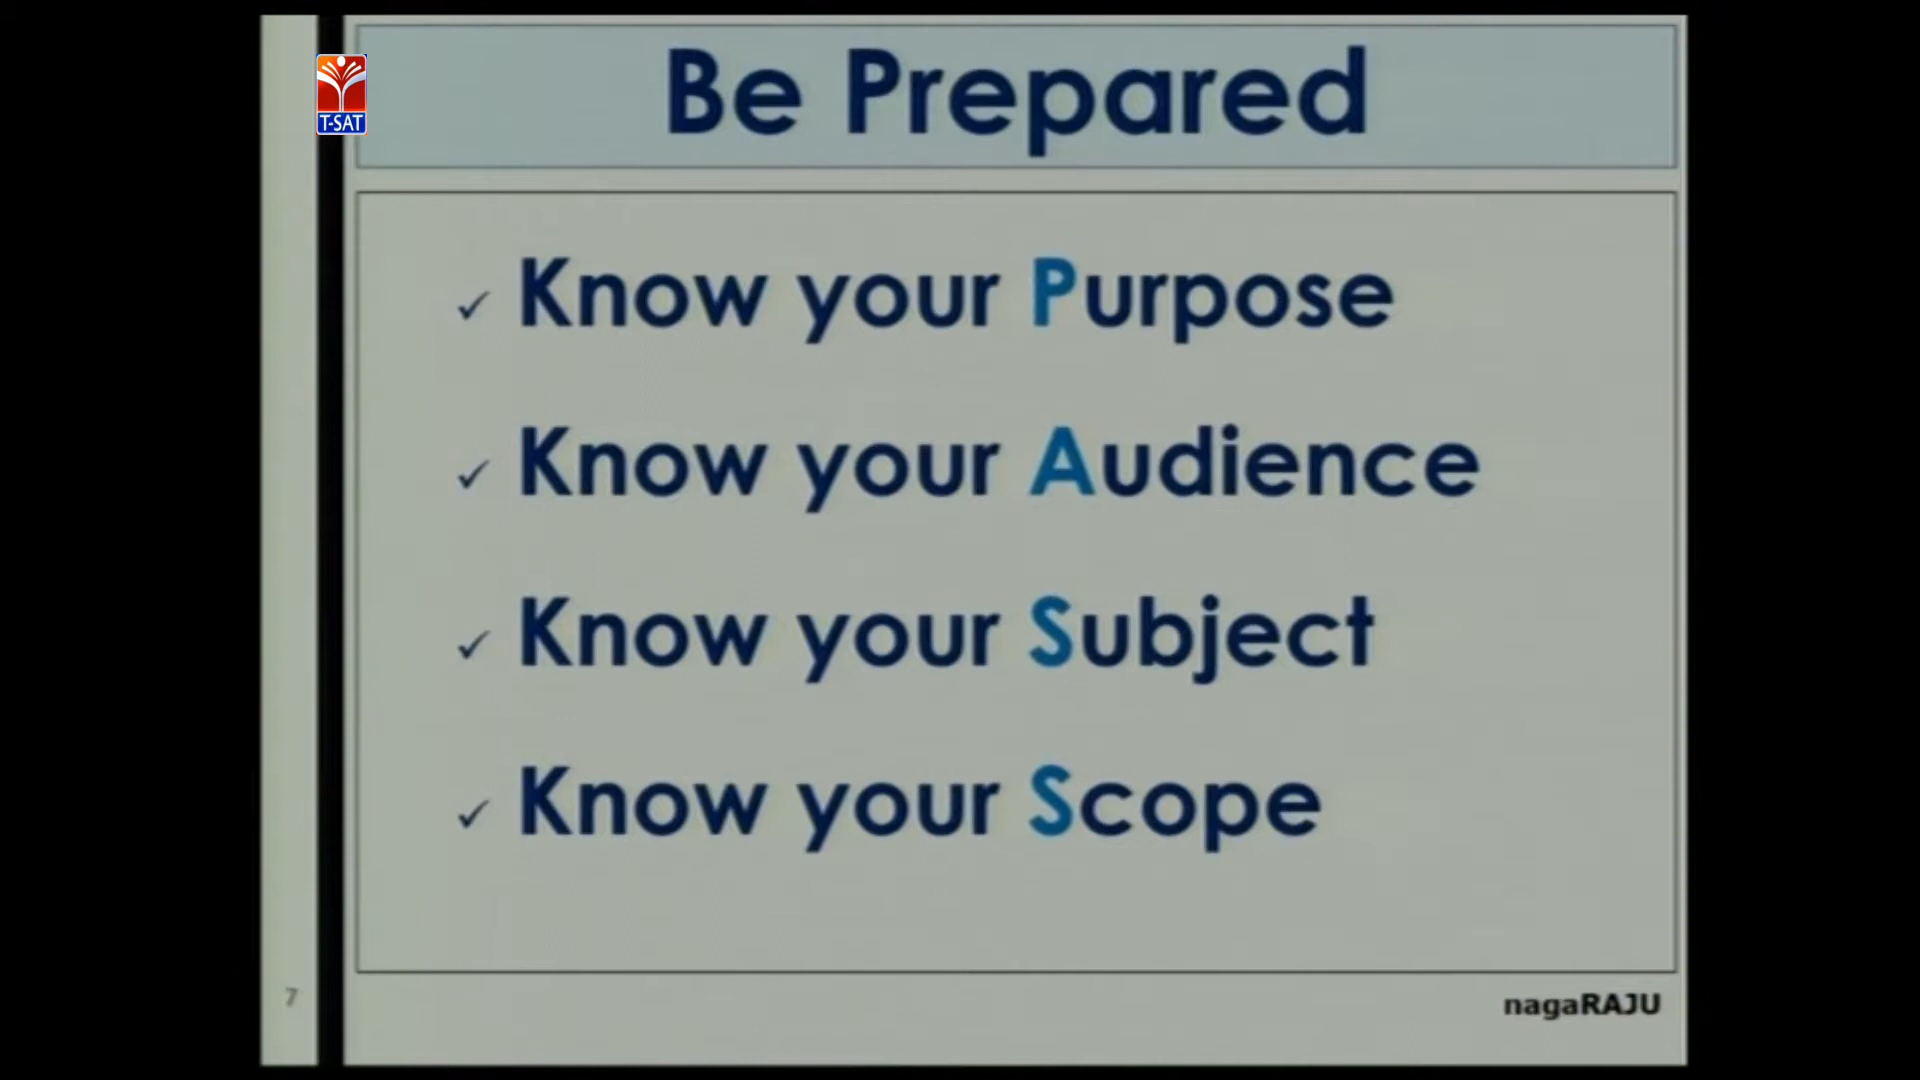 T-SAT
Be Prepared
✓ Know your Purpose
✓ Know your Audience
✓ Know your Subject
✓ Know your Scope
7
nagaRAJU